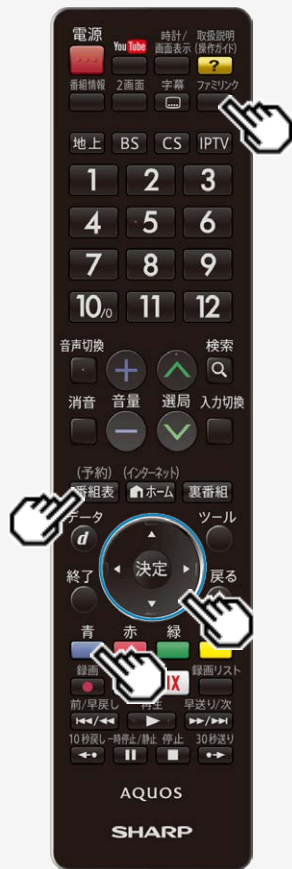 電源 YouTube 時計/画面表示 取扱説明(操作ガイド)
?
番組情報 2画面 字幕 ファミリンク
地上 BS CS IPTV
1 2 3
4 5 6
7 8 9
10/0 11 12
音声切換 検索
消音 音量 選局 入力切換
(予約) (インターネット)
番組表 ホーム 裏番組
データ ツール
d
決定
終了 戻る
青 赤 緑
録画 IX 録画リスト
前/早戻し 再生 早送り/次
10秒戻し 一時停止/静止 停止 30秒送り
AQUOS
SHARP